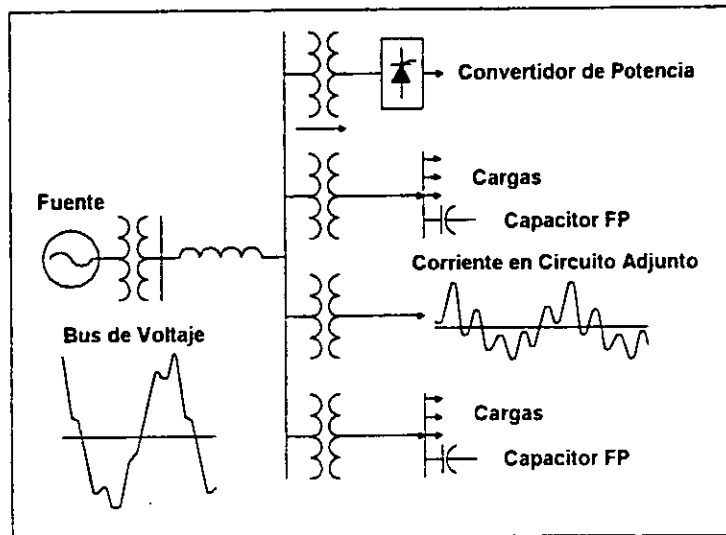 Convertidor de Potencia
Cargas
Fuente
Capacitor FP
Corriente en Circuito Adjunto
Bus de Voltaje
Cargas
Capacitor FP